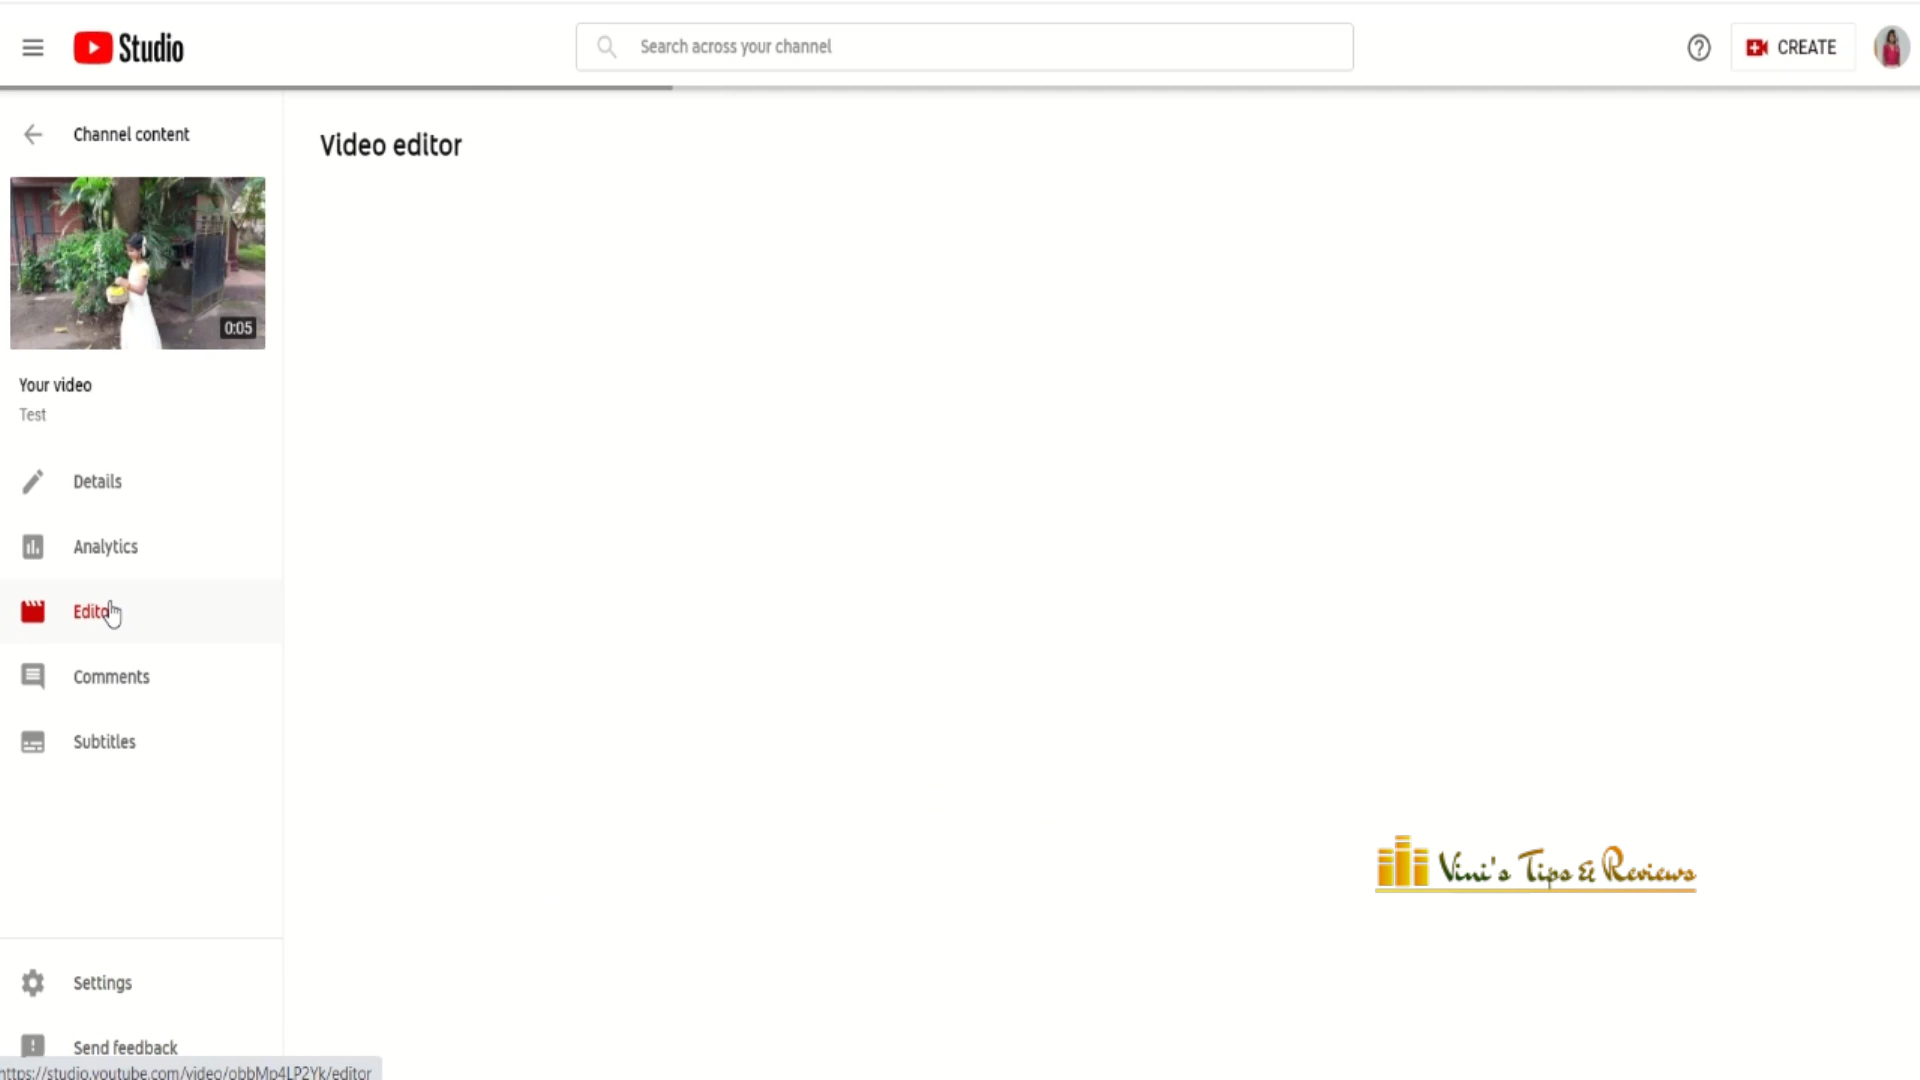 Studio
Search across your channel
CREATE
Channel content
Video editor
0:05
Your video
Test
Details
Analytics
Editor
Comments
Subtitles
Vini's Tips & Reviews
Settings
Send feedback
https://studio.youtube.com/video/obbMp4LP2Yk/editor